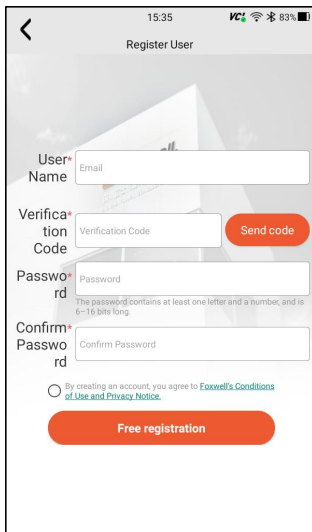 15:35
VC 83%
Register User
User*
Name
Email
Verifica*
tion
Code
Verification Code
Send code
Passwo*
rd
Password
The password contains at least one letter and a number, and is
6–16 bits long.
Confirm*
Passwo
rd
Confirm Password
By creating an account, you agree to Foxwell's Conditions
of Use and Privacy Notice.
Free registration